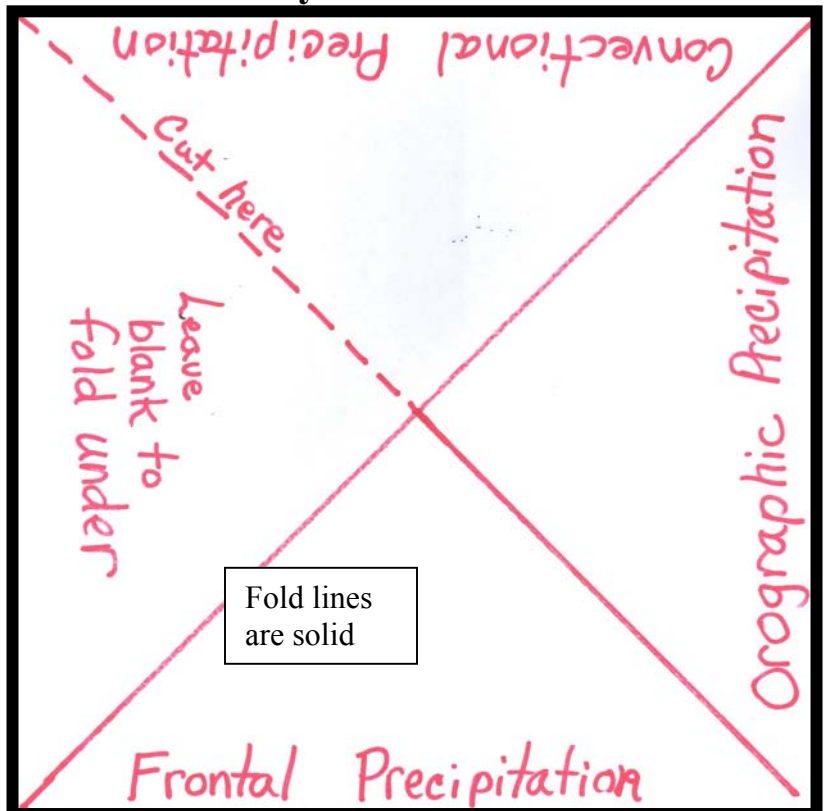 Convectional Precipitation
Cut here
Orographic Precipitation
Leave
blank to
fold under
Fold lines
are solid
Frontal Precipitation